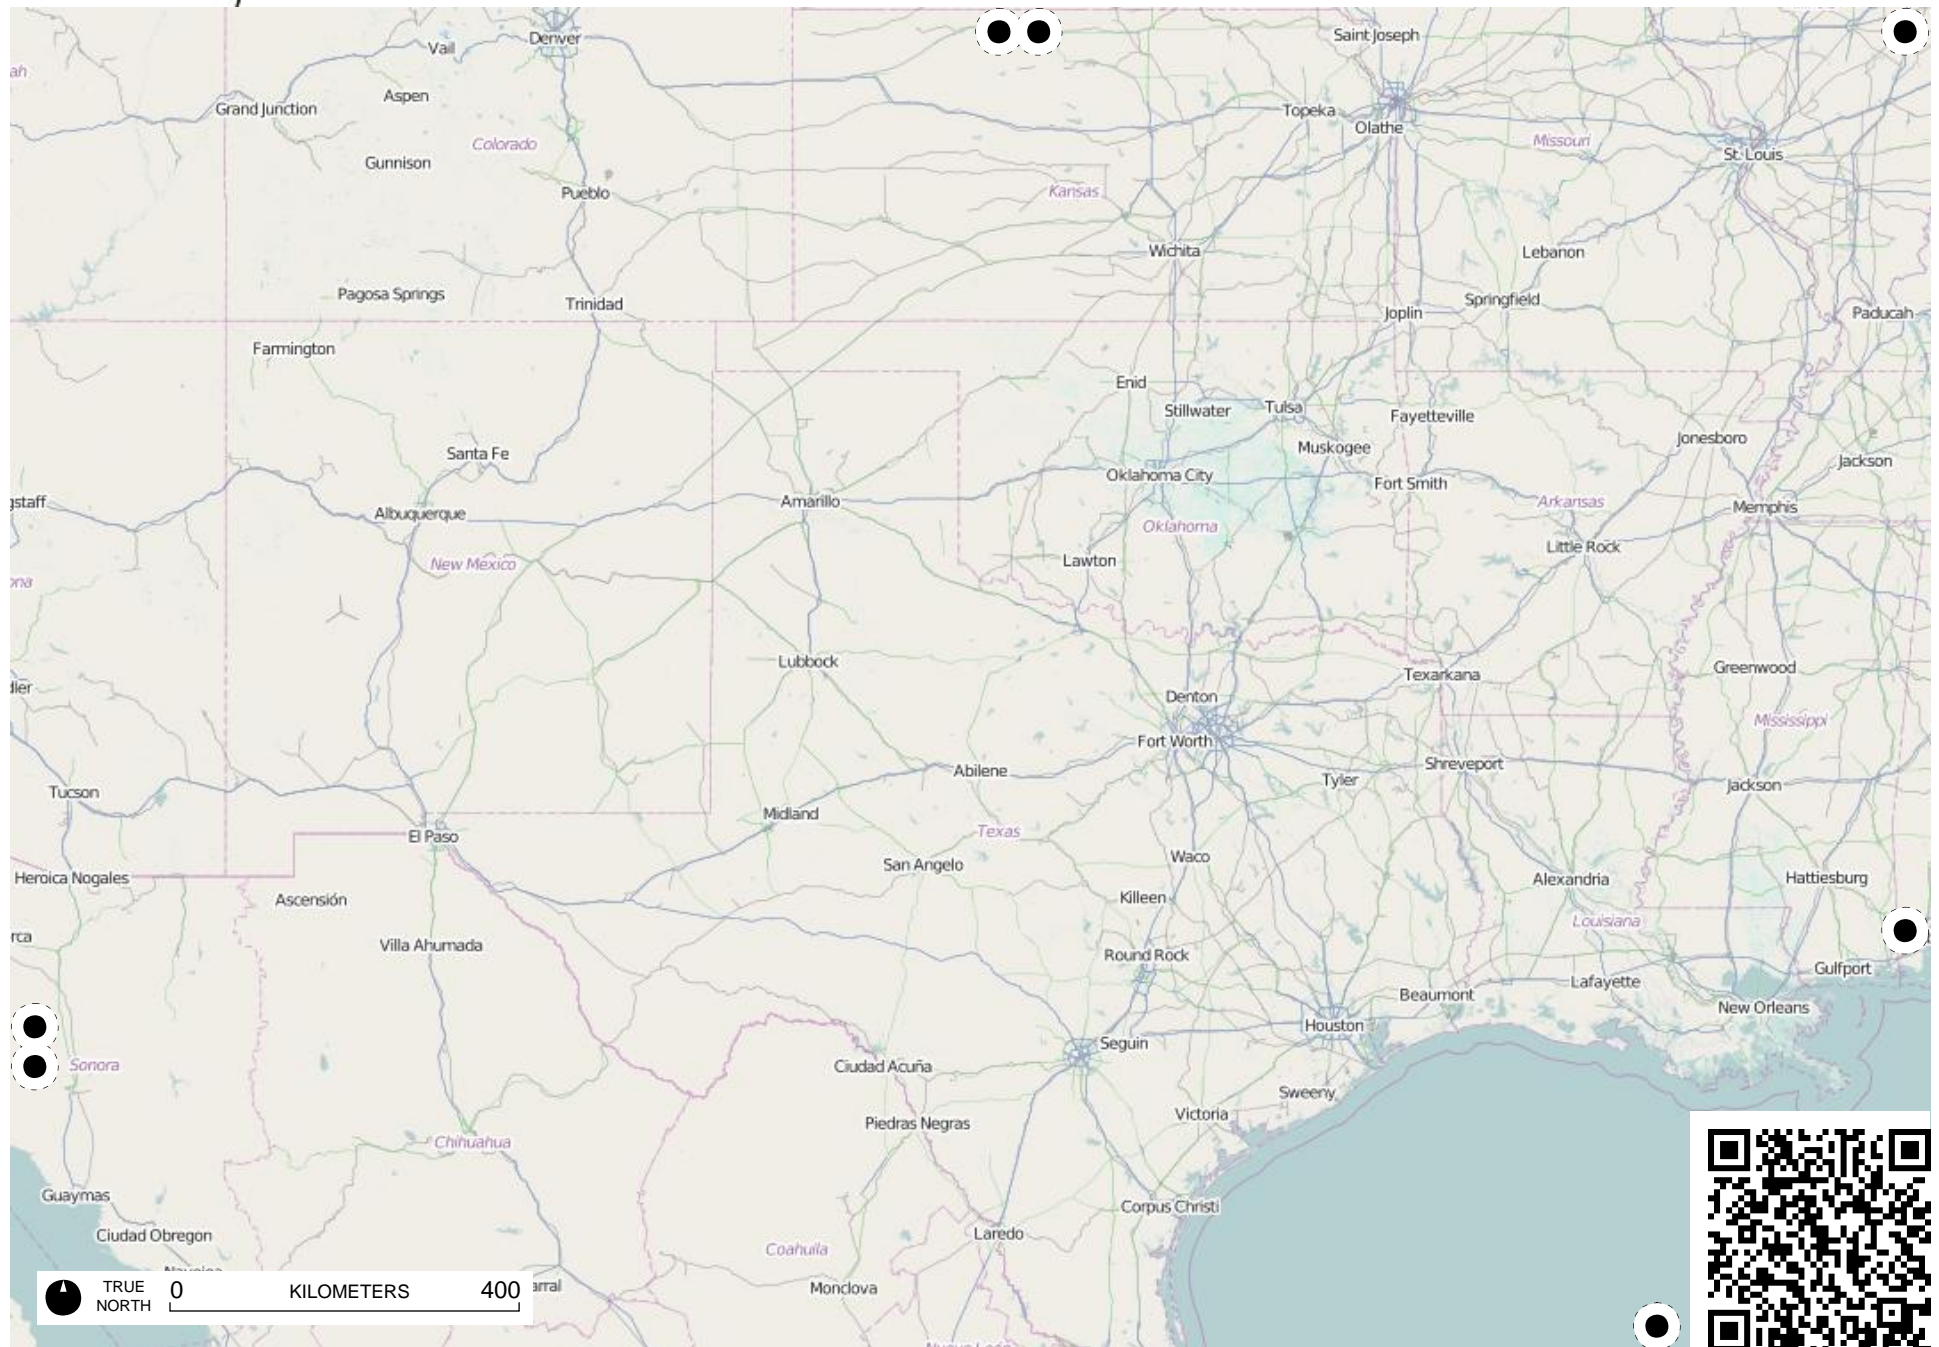 Vail
Denver
Saint Joseph
Grand Junction
Aspen
Topeka
Olathe
Colorado
Missouri
St. Louis
Gunnison
Pueblo
Kansas
Wichita
Lebanon
Pagosa Springs
Trinidad
Springfield
Joplin
Paducah
Farmington
Enid
Stillwater
Tulsa
Fayetteville
Muskogee
Jonesboro
Santa Fe
Jackson
Oklahoma City
Fort Smith
gstaff
Albuquerque
Amarillo
Arkansas
Memphis
Oklahoma
New Mexico
Lawton
Little Rock
Lubbock
Texarkana
Greenwood
Denton
Mississippi
Fort Worth
Shreveport
Abilene
Tyler
Tucson
Jackson
Midland
El Paso
Texas
Waco
San Angelo
Heroica Nogales
Ascensión
Killeen
Alexandria
Hattiesburg
Louisiana
rca
Villa Ahumada
Round Rock
Gulfport
Lafayette
Beaumont
New Orleans
Houston
Seguin
Sonora
Ciudad Acuña
Sweeny
Piedras Negras
Victoria
Chihuahua
Guaymas
Corpus Christi
Ciudad Obregon
Laredo
Coahuila
Monclova
arral
TRUE
NORTH
0 KILOMETERS 400